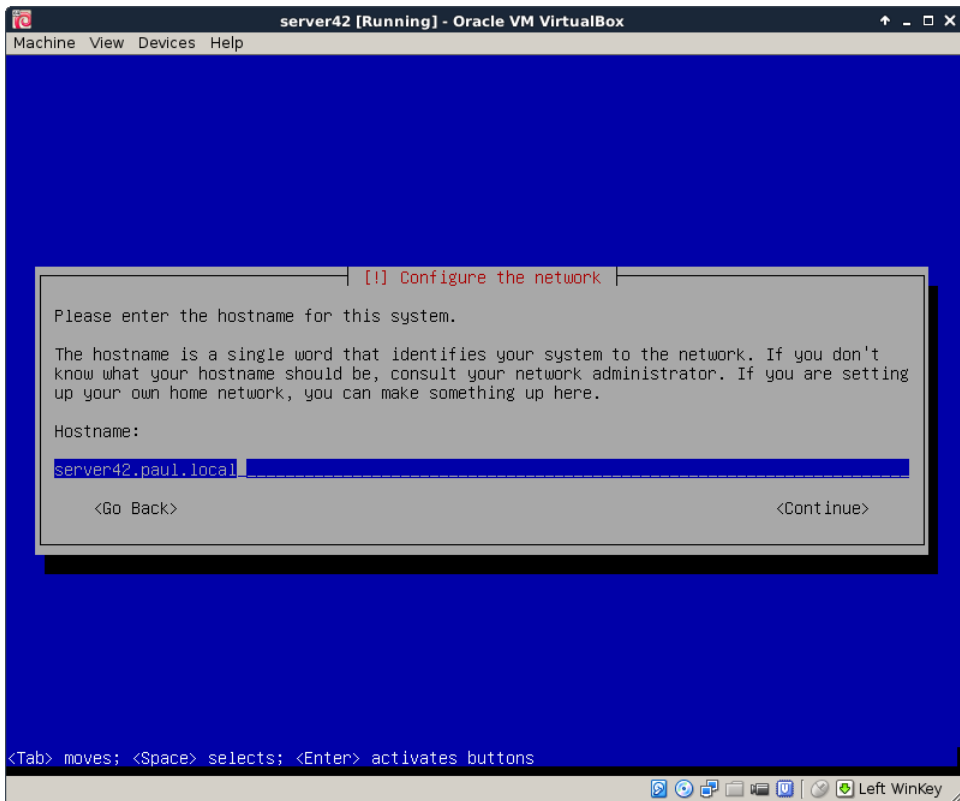 server42 [Running] - Oracle VM VirtualBox
Machine View Devices Help
[!] Configure the network
Please enter the hostname for this system.
The hostname is a single word that identifies your system to the network. If you don't
know what your hostname should be, consult your network administrator. If you are setting
up your own home network, you can make something up here.
Hostname:
server42.paul.local
<Go Back> <Continue>
<Tab> moves; <Space> selects; <Enter> activates buttons
Left WinKey